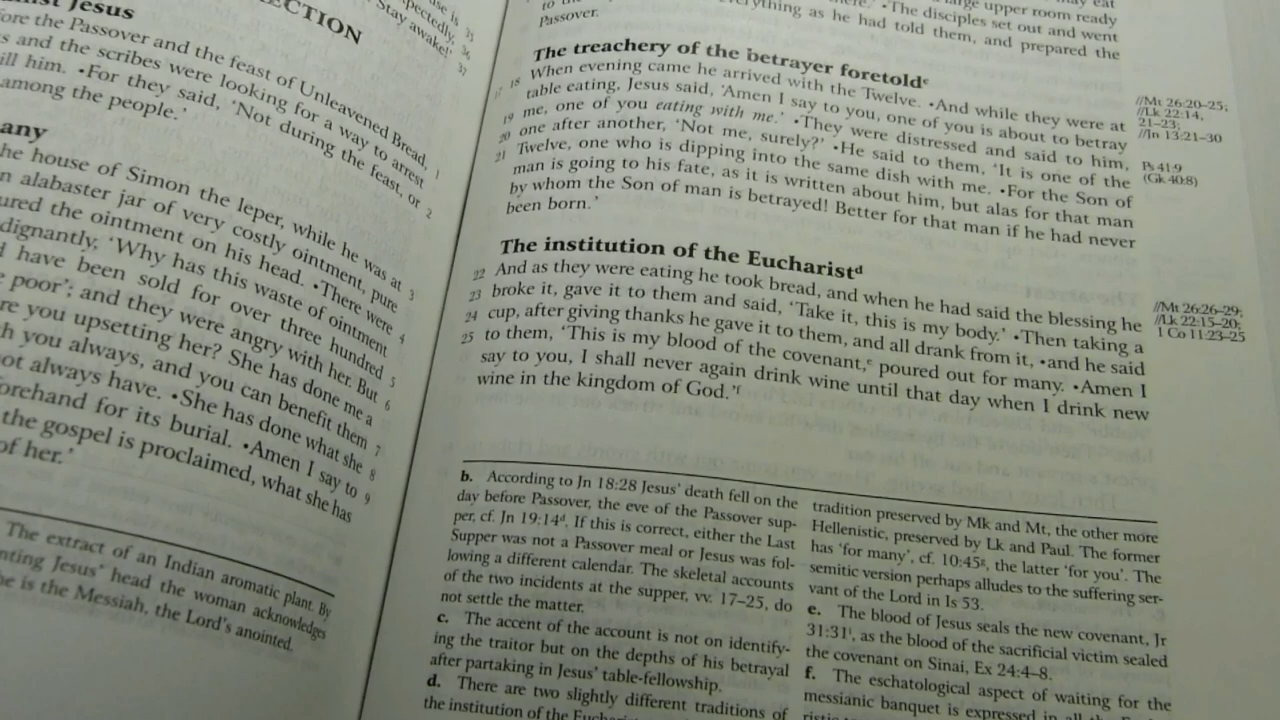 Jesus
ECTION
use is
expectedly, 36
Stay awake! 37
fore the Passover and the feast of Unleavened Bread, 1
s and the scribes were looking for a way to arrest
ill him. •For they said, 'Not during the feast, or 2
among the people.'
any
he house of Simon the leper, while he was at 3
n alabaster jar of very costly ointment, pure
ured the ointment on his head. •There were 4
dignantly, 'Why has this waste of ointment
have been sold for over three hundred 5
e poor'; and they were angry with her. But 6
re you upsetting her? She has done me a
h you always, and you can benefit them 7
ot always have. •She has done what she 8
orehand for its burial. •Amen I say to 9
the gospel is proclaimed, what she has
of her.'
The extract of an Indian aromatic plant. By
nting Jesus' head the woman acknowledges
he is the Messiah, the Lord's anointed.
large upper room ready
•The disciples set out and went
everything as he had told them, and prepared the
Passover.
The treachery of the betrayer foretoldᶜ
17 18 When evening came he arrived with the Twelve. •And while they were at
table eating, Jesus said, 'Amen I say to you, one of you is about to betray
19 me, one of you eating with me.' •They were distressed and said to him,
20 one after another, 'Not me, surely?' •He said to them, 'It is one of the
21 Twelve, one who is dipping into the same dish with me. •For the Son of
man is going to his fate, as it is written about him, but alas for that man
by whom the Son of man is betrayed! Better for that man if he had never
been born.'
//Mt 26:20–25;
//Lk 22:14,
21–23;
//Jn 13:21–30
Ps 41:9
(Gk 40:8)
The institution of the Eucharistᵈ
22 And as they were eating he took bread, and when he had said the blessing he
23 broke it, gave it to them and said, 'Take it, this is my body.' •Then taking a
24 cup, after giving thanks he gave it to them, and all drank from it, •and he said
25 to them, 'This is my blood of the covenant,ᵉ poured out for many. •Amen I
say to you, I shall never again drink wine until that day when I drink new
wine in the kingdom of God.'ᶠ
//Mt 26:26–29;
//Lk 22:15–20;
1 Co 11:23–25
b. According to Jn 18:28 Jesus' death fell on the
day before Passover, the eve of the Passover sup-
per, cf. Jn 19:14ᵈ. If this is correct, either the Last
Supper was not a Passover meal or Jesus was fol-
lowing a different calendar. The skeletal accounts
of the two incidents at the supper, vv. 17–25, do
not settle the matter.
c. The accent of the account is not on identify-
ing the traitor but on the depths of his betrayal
after partaking in Jesus' table-fellowship.
d. There are two slightly different traditions of
the institution of the
tradition preserved by Mk and Mt, the other more
Hellenistic, preserved by Lk and Paul. The former
has 'for many', cf. 10:45ᵍ, the latter 'for you'. The
semitic version perhaps alludes to the suffering ser-
vant of the Lord in Is 53.
e. The blood of Jesus seals the new covenant, Jr
31:31ⁱ, as the blood of the sacrificial victim sealed
the covenant on Sinai, Ex 24:4–8.
f. The eschatological aspect of waiting for the
messianic banquet is expressed in all the